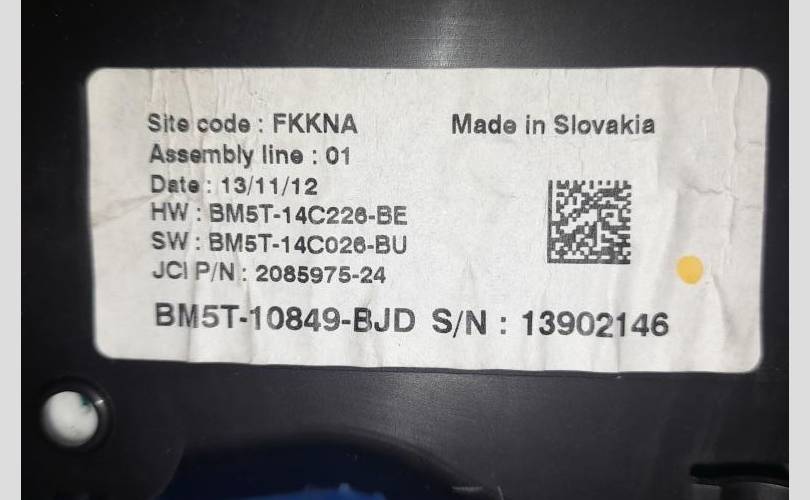 Site code : FKKNA
Made in Slovakia
Assembly line : 01
Date : 13/11/12
HW : BM5T-14C226-BE
SW : BM5T-14C026-BU
JCI P/N : 2085975-24
BM5T-10849-BJD S/N : 13902146